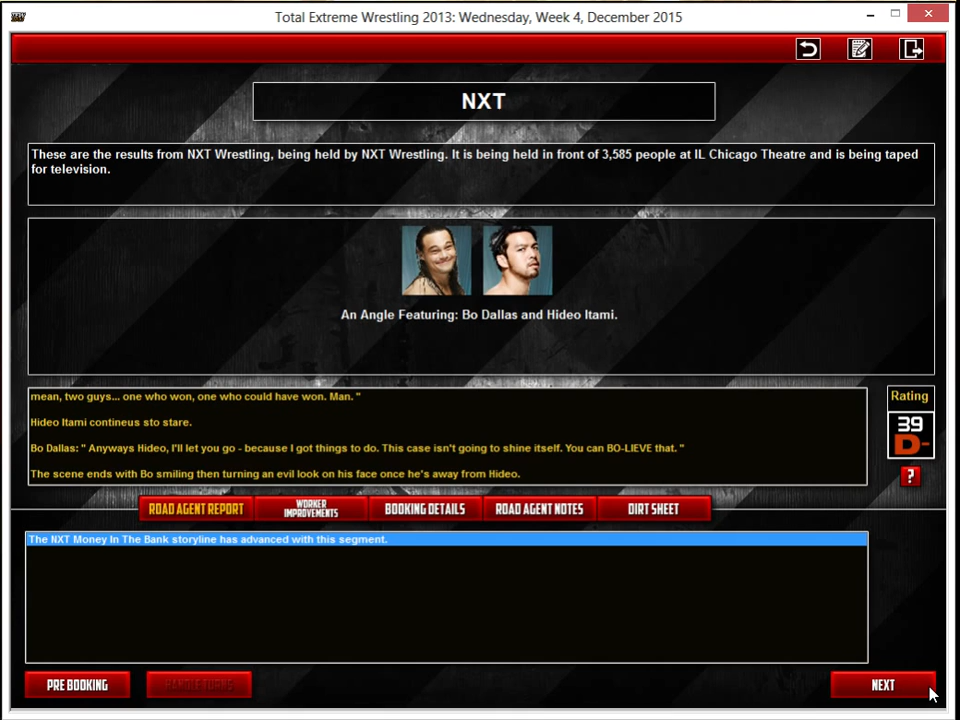 Total Extreme Wrestling 2013: Wednesday, Week 4, December 2015
NXT
These are the results from NXT Wrestling, being held by NXT Wrestling. It is being held in front of 3,585 people at IL Chicago Theatre and is being taped
for television.
An Angle Featuring: Bo Dallas and Hideo Itami.
mean, two guys... one who won, one who could have won. Man. "
Hideo Itami contineus sto stare.
Bo Dallas: " Anyways Hideo, I'll let you go - because I got things to do. This case isn't going to shine itself. You can BO-LIEVE that. "
The scene ends with Bo smiling then turning an evil look on his face once he's away from Hideo.
Rating
39
D-
?
ROAD AGENT REPORT
WORKER
IMPROVEMENTS
BOOKING DETAILS
ROAD AGENT NOTES
DIRT SHEET
The NXT Money In The Bank storyline has advanced with this segment.
PRE BOOKING
HANDLE TURNS
NEXT